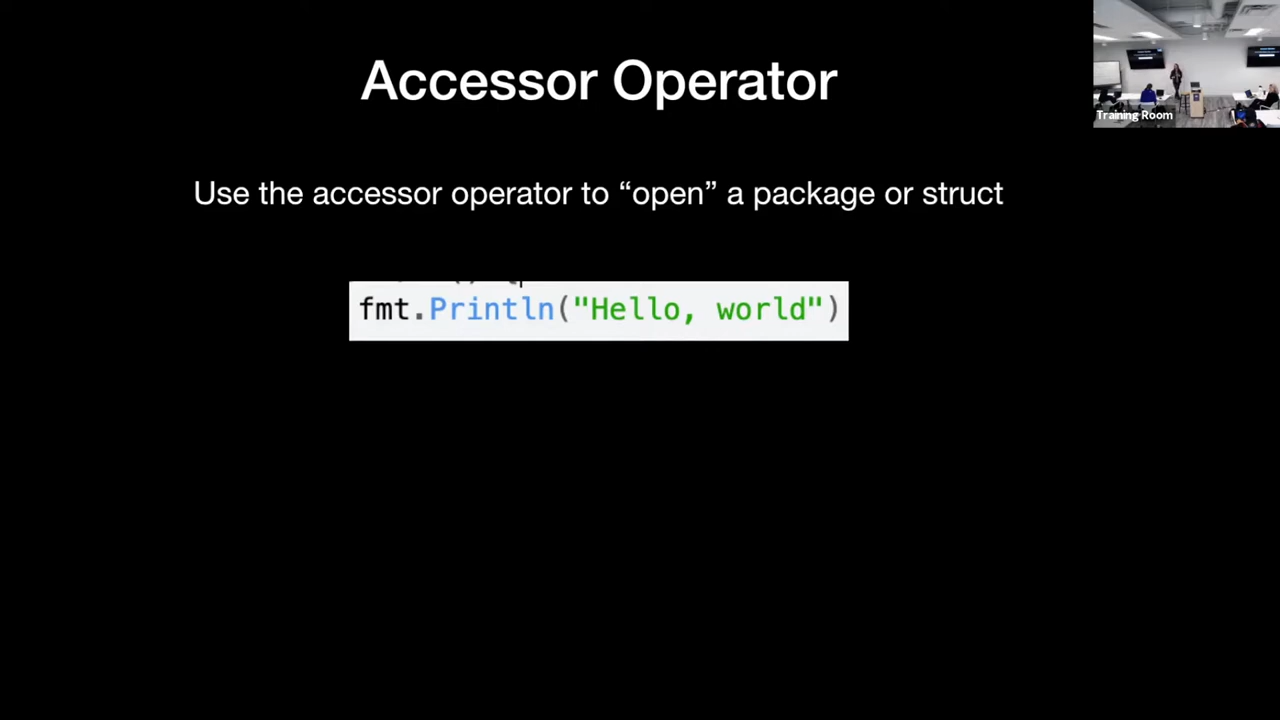 Accessor Operator
Training Room
Use the accessor operator to “open” a package or struct
fmt.Println("Hello, world")